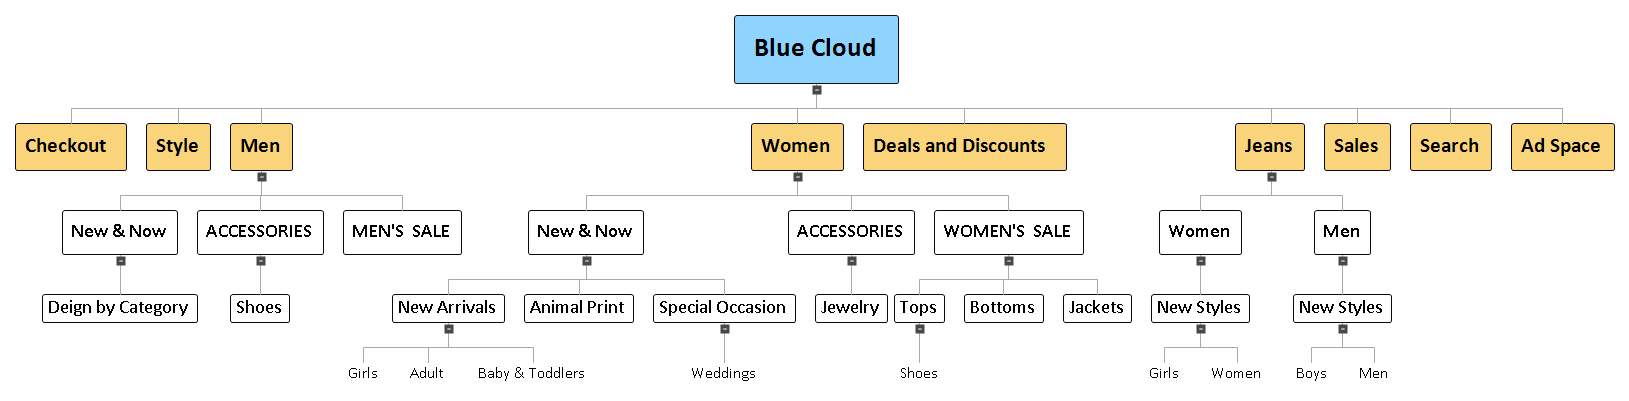 Blue Cloud
Checkout
Style
Men
Women
Deals and Discounts
Jeans
Sales
Search
Ad Space
New & Now
ACCESSORIES
MEN'S SALE
New & Now
ACCESSORIES
WOMEN'S SALE
Women
Men
Deign by Category
Shoes
New Arrivals
Animal Print
Special Occasion
Jewelry
Tops
Bottoms
Jackets
New Styles
New Styles
Girls
Adult
Baby & Toddlers
Weddings
Shoes
Girls
Women
Boys
Men